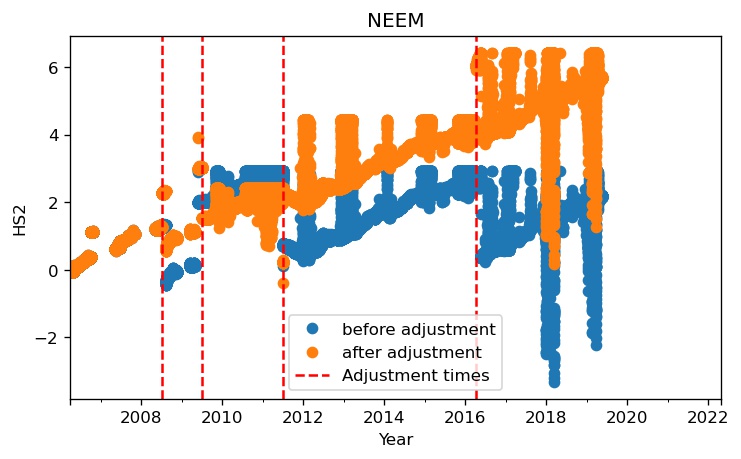 NEEM
6
4
2
0
−2
HS2
before adjustment
after adjustment
Adjustment times
2008 2010 2012 2014 2016 2018 2020 2022
Year